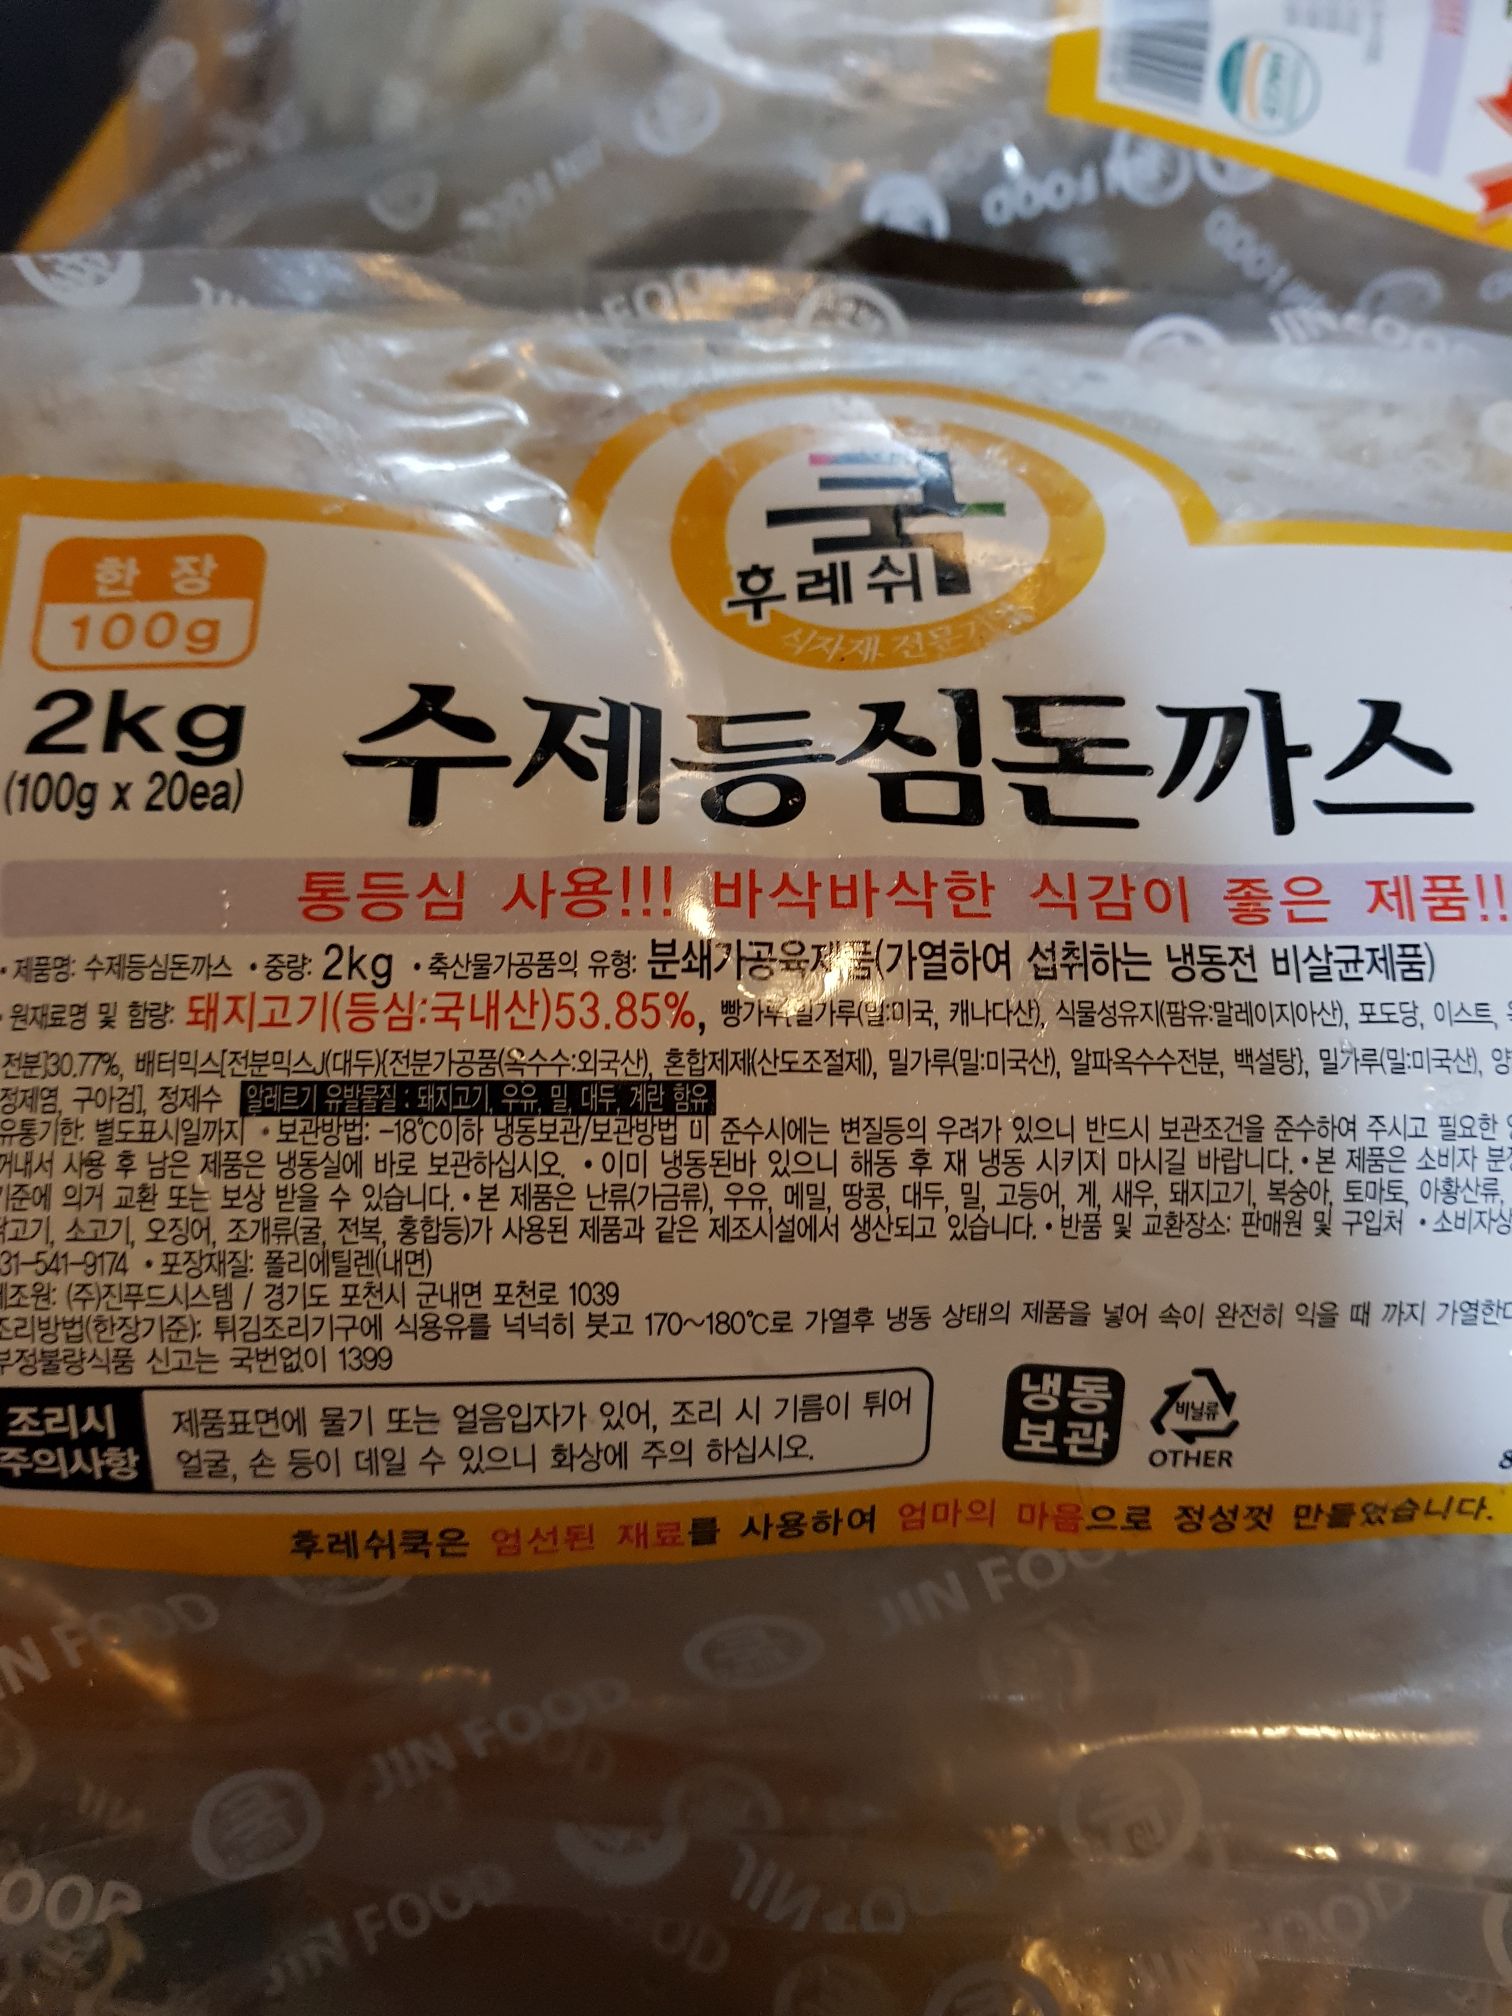 한 장
100g
쿡
후레쉬
식자재 전문기
2kg
(100g x 20ea)
수제등심돈까스
통등심 사용!!! 바삭바삭한 식감이 좋은 제품!!
• 제품명: 수제등심돈까스 • 중량: 2kg • 축산물가공품의 유형: 분쇄가공육제품(가열하여 섭취하는 냉동전 비살균제품)
• 원재료명 및 함량: 돼지고기(등심:국내산)53.85%, 빵가루[밀가루(밀:미국, 캐나다산), 식물성유지(팜유:말레이지아산), 포도당, 이스트,
전분]30.77%, 배터믹스[전분믹스J(대두){전분가공품(옥수수:외국산), 혼합제제(산도조절제), 밀가루(밀:미국산), 알파옥수수전분, 백설탕}, 밀가루(밀:미국산),
정제염, 구아검], 정제수 알레르기 유발물질 : 돼지고기, 우유, 밀, 대두, 계란 함유
유통기한: 별도표시일까지 • 보관방법: -18℃이하 냉동보관/보관방법 미 준수시에는 변질등의 우려가 있으니 반드시 보관조건을 준수하여 주시고 필요한
꺼내서 사용 후 남은 제품은 냉동실에 바로 보관하십시오. • 이미 냉동된바 있으니 해동 후 재 냉동 시키지 마시길 바랍니다. • 본 제품은 소비자
기준에 의거 교환 또는 보상 받을 수 있습니다. • 본 제품은 난류(가금류), 우유, 메밀, 땅콩, 대두, 밀, 고등어, 게, 새우, 돼지고기, 복숭아, 토마토, 아황산류,
닭고기, 소고기, 오징어, 조개류(굴, 전복, 홍합등)가 사용된 제품과 같은 제조시설에서 생산되고 있습니다. • 반품 및 교환장소: 판매원 및 구입처 • 소비자상
31-541-9174 • 포장재질: 폴리에틸렌(내면)
제조원: (주)진푸드시스템 / 경기도 포천시 군내면 포천로 1039
조리방법(한장기준): 튀김조리기구에 식용유를 넉넉히 붓고 170~180℃로 가열후 냉동 상태의 제품을 넣어 속이 완전히 익을 때 까지 가열한다
부정불량식품 신고는 국번없이 1399
조리시
주의사항
제품표면에 물기 또는 얼음입자가 있어, 조리 시 기름이 튀어
얼굴, 손 등이 데일 수 있으니 화상에 주의 하십시오.
냉동
보관
비닐류
OTHER
후레쉬쿡은 엄선된 재료를 사용하여 엄마의 마음으로 정성껏 만들었습니다.
JIN FOOD
JIN FOOD
JIN FOOD